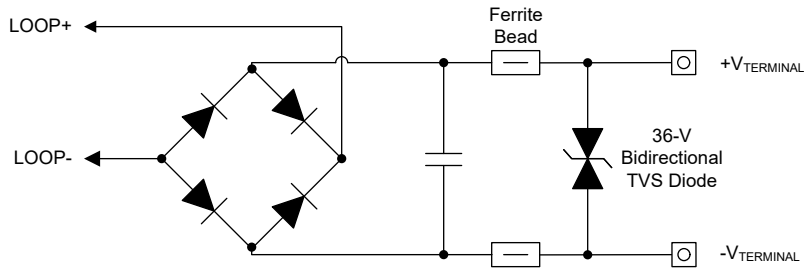 LOOP+
Ferrite
Bead
+VTERMINAL
LOOP-
36-V
Bidirectional
TVS Diode
-VTERMINAL